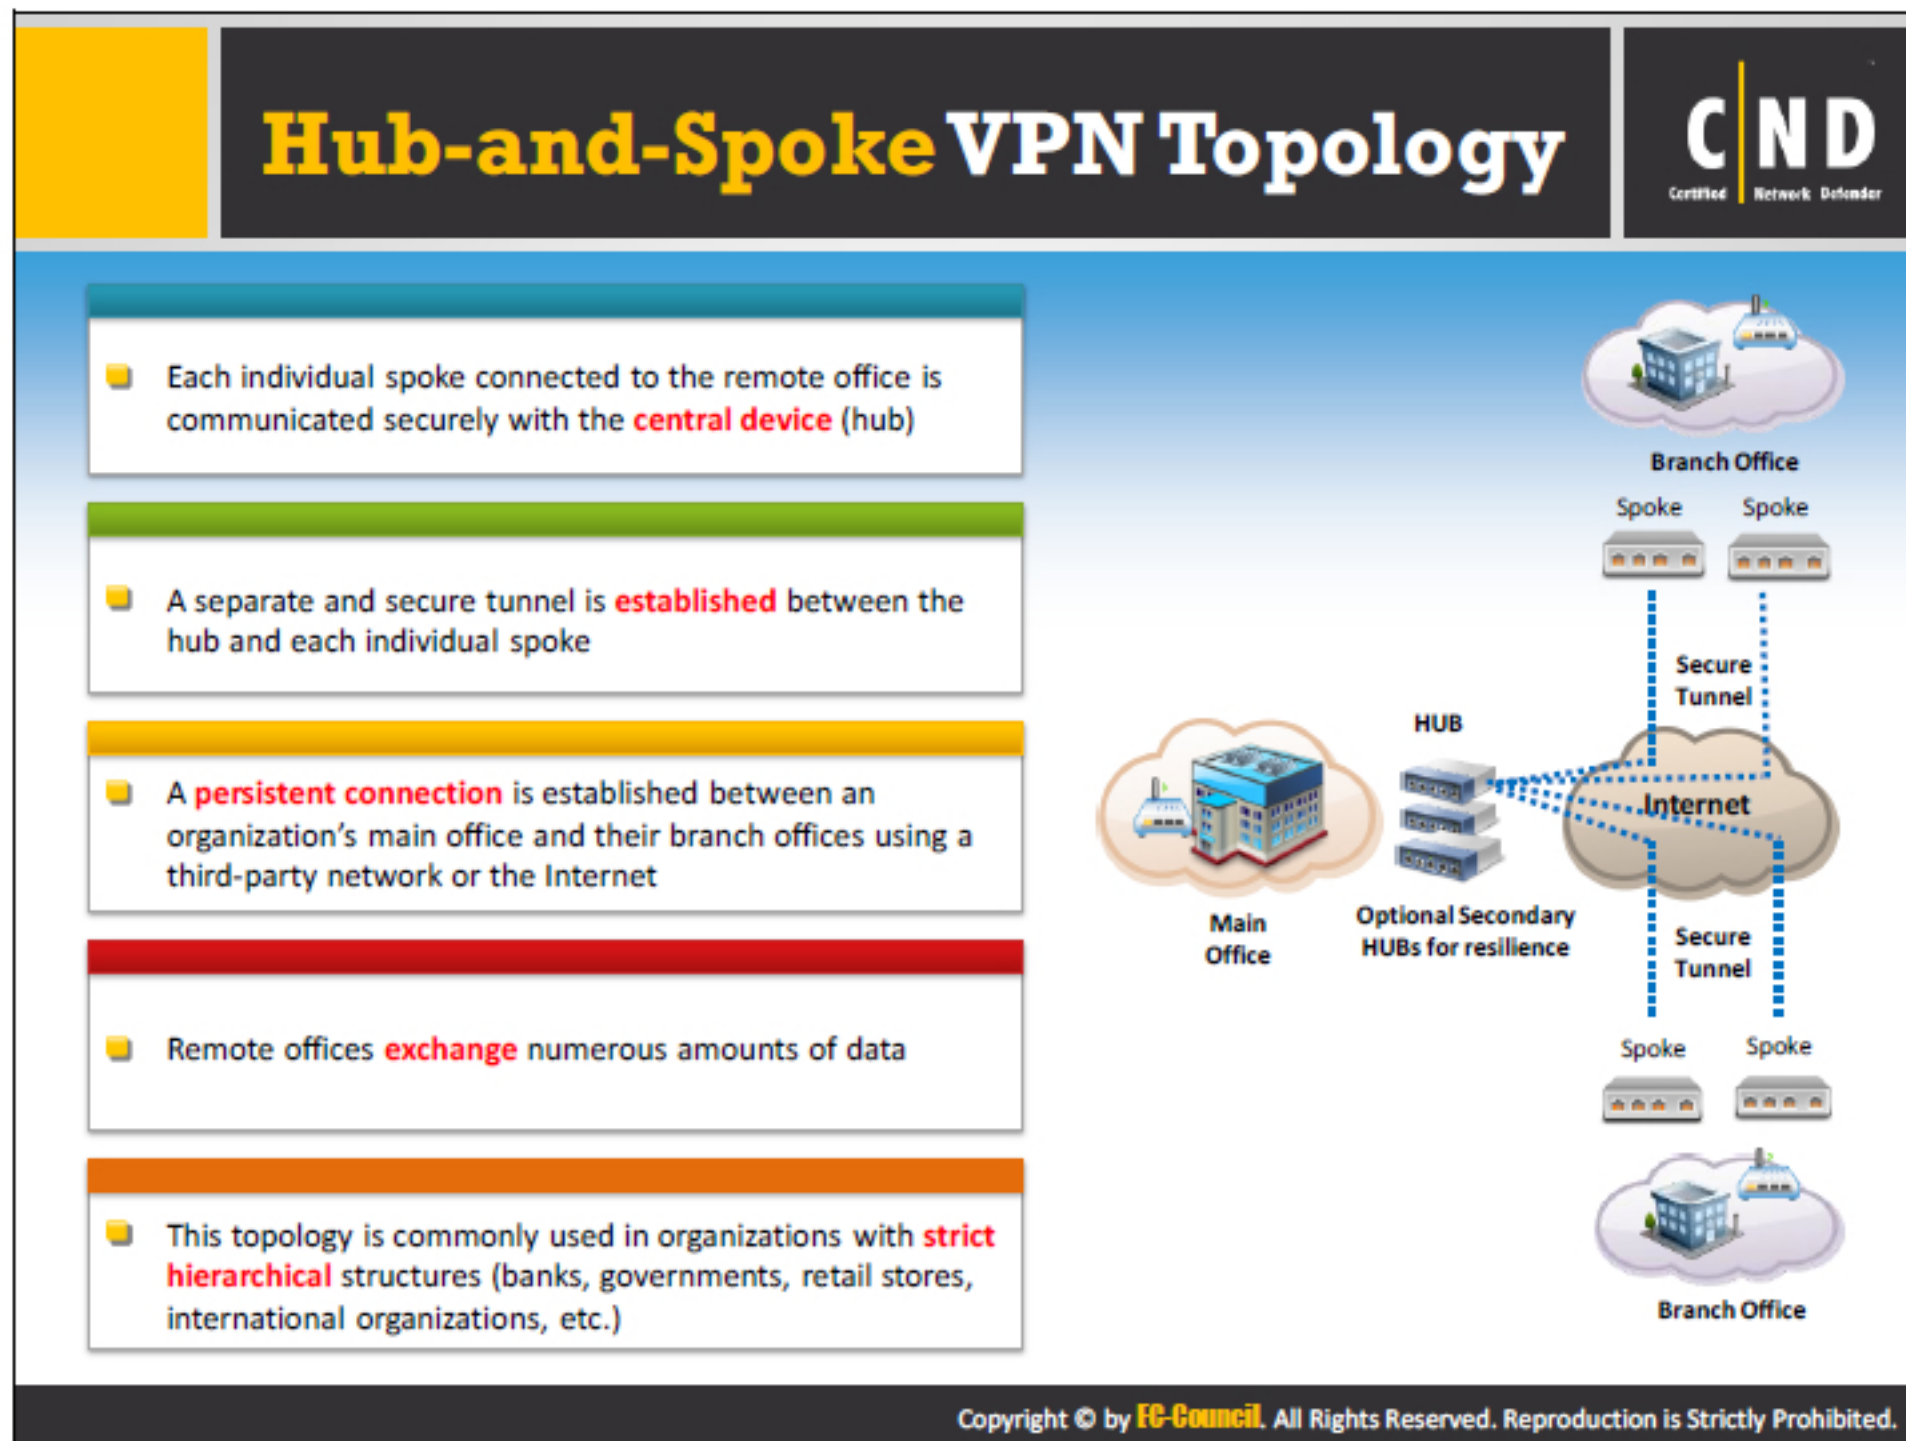 Hub-and-Spoke VPN Topology
C N D
Certified Network Defender
Each individual spoke connected to the remote office is
communicated securely with the central device (hub)
A separate and secure tunnel is established between the
hub and each individual spoke
A persistent connection is established between an
organization's main office and their branch offices using a
third-party network or the Internet
Remote offices exchange numerous amounts of data
This topology is commonly used in organizations with strict
hierarchical structures (banks, governments, retail stores,
international organizations, etc.)
Branch Office
Spoke Spoke
Secure
Tunnel
HUB
Internet
Main
Office
Optional Secondary
HUBs for resilience
Secure
Tunnel
Spoke Spoke
Branch Office
Copyright © by EC-Council. All Rights Reserved. Reproduction is Strictly Prohibited.